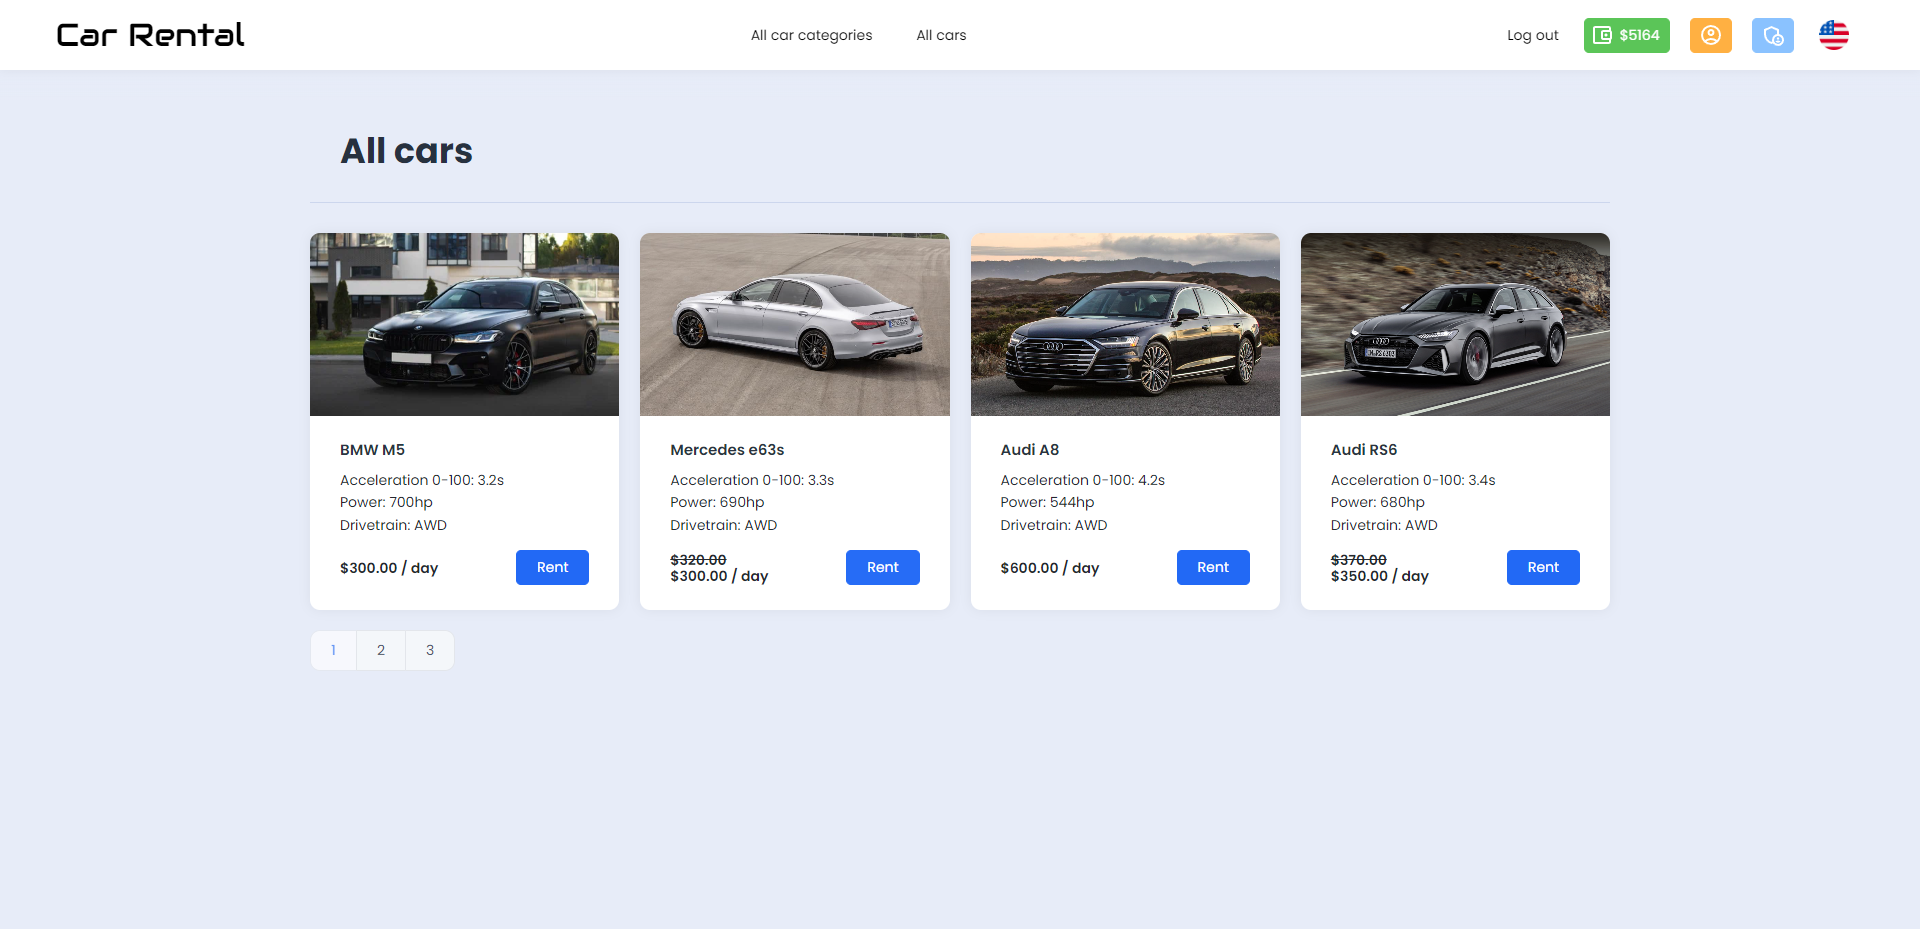 Car Rental
All car categories
All cars
Log out
$5164
All cars
BMW M5
Acceleration 0-100: 3.2s
Power: 700hp
Drivetrain: AWD
$300.00 / day
Rent
Mercedes e63s
Acceleration 0-100: 3.3s
Power: 690hp
Drivetrain: AWD
$320.00
$300.00 / day
Rent
Audi A8
Acceleration 0-100: 4.2s
Power: 544hp
Drivetrain: AWD
$600.00 / day
Rent
Audi RS6
Acceleration 0-100: 3.4s
Power: 680hp
Drivetrain: AWD
$370.00
$350.00 / day
Rent
1
2
3